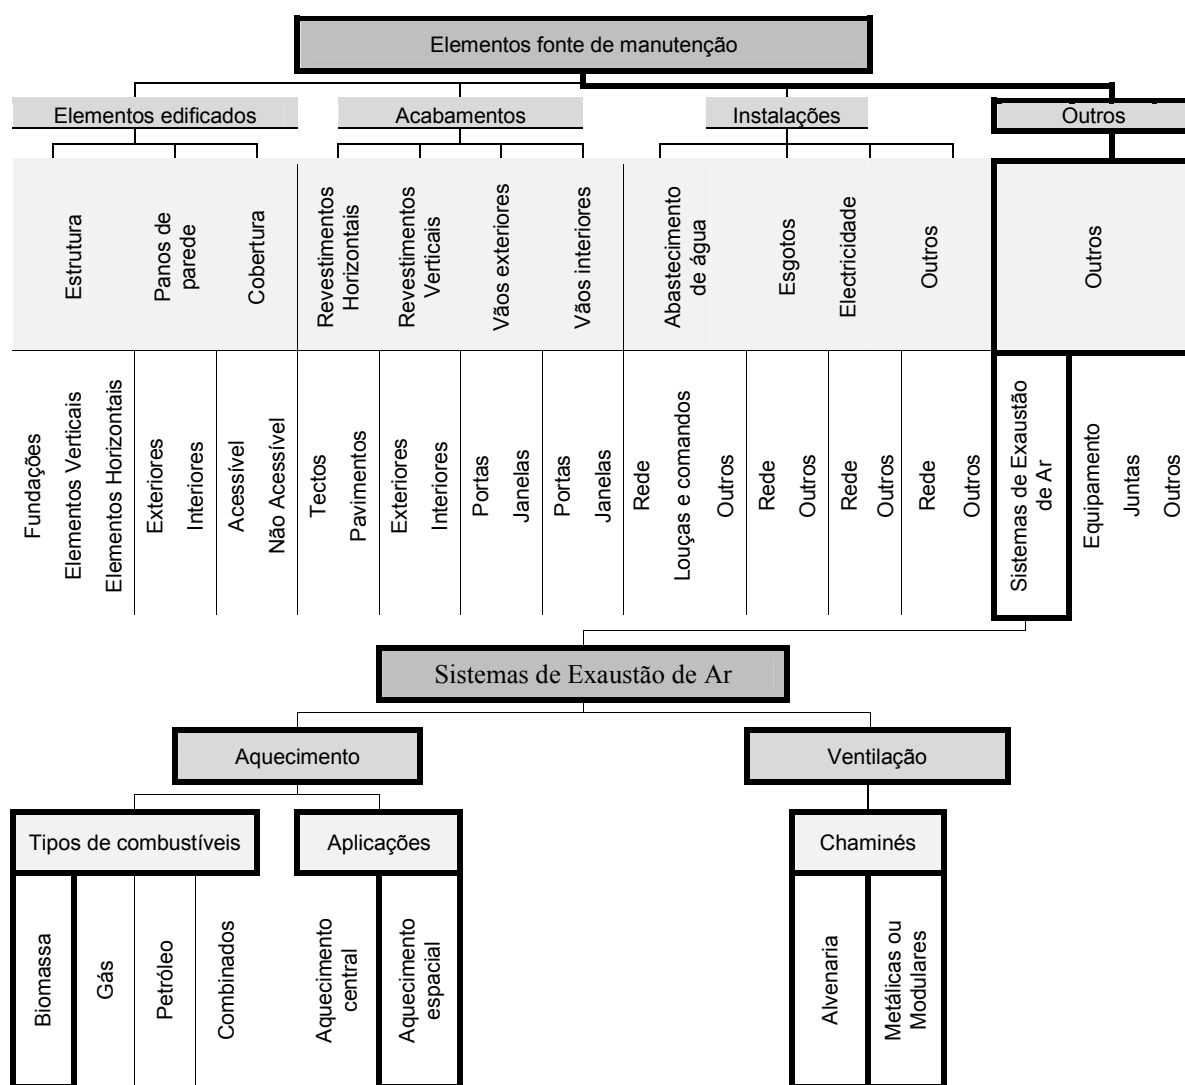 Elementos fonte de manutenção
Elementos edificados
Acabamentos
Instalações
Outros
Estrutura
Panos de
parede
Cobertura
Revestimentos
Horizontais
Revestimentos
Verticais
Vãos exteriores
Vãos interiores
Abastecimento
de água
Esgotos
Electricidade
Outros
Outros
Fundações
Elementos Verticais
Elementos Horizontais
Exteriores
Interiores
Acessível
Não Acessível
Tectos
Pavimentos
Exteriores
Interiores
Portas
Janelas
Portas
Janelas
Rede
Louças e comandos
Outros
Rede
Outros
Rede
Outros
Rede
Outros
Sistemas de Exaustão
de Ar
Equipamento
Juntas
Outros
Sistemas de Exaustão de Ar
Aquecimento
Ventilação
Tipos de combustíveis
Aplicações
Chaminés
Biomassa
Gás
Petróleo
Combinados
Aquecimento
central
Aquecimento
espacial
Alvenaria
Metálicas ou
Modulares